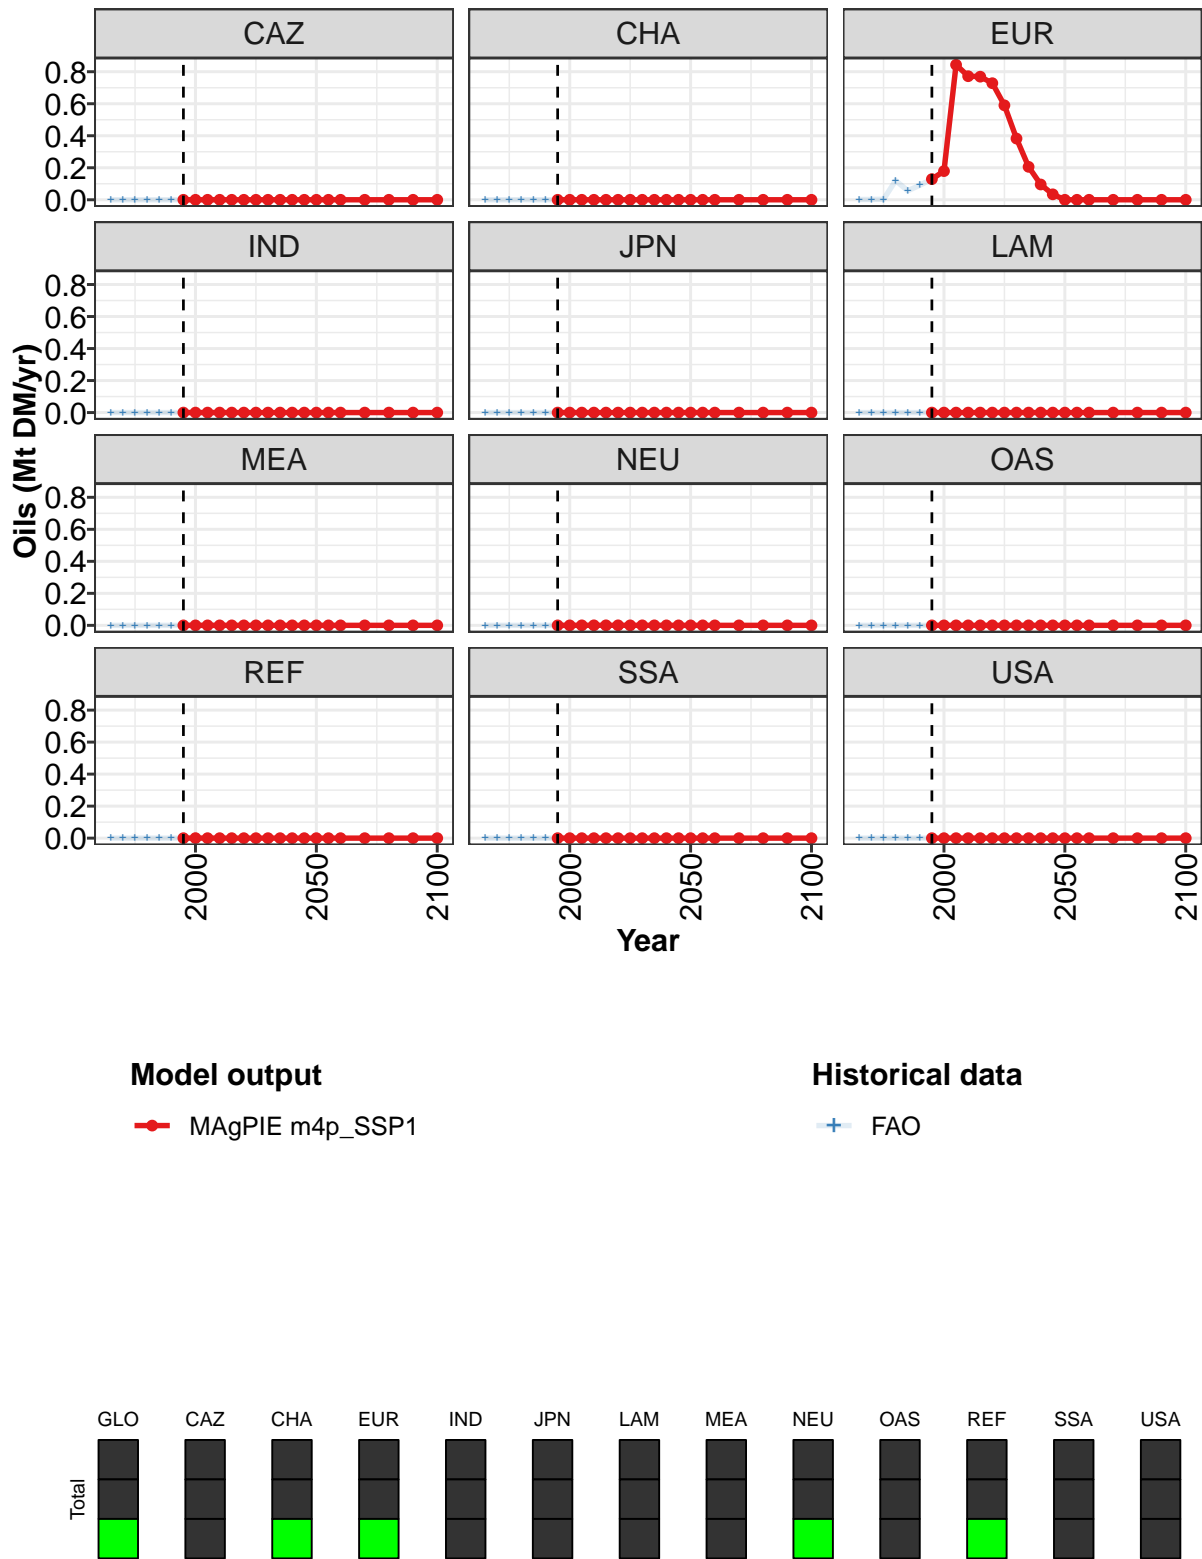 CAZ CHA EUR
0.8
0.6
0.4
0.2
0.0
IND JPN LAM
0.8
0.6
0.4
0.2
0.0
Oils (Mt DM/yr)
MEA NEU OAS
0.8
0.6
0.4
0.2
0.0
REF SSA USA
0.8
0.6
0.4
0.2
0.0
2000 2050 2100 2000 2050 2100 2000 2050 2100
Year
Model output Historical data
MAgPIE m4p_SSP1 FAO
GLO CAZ CHA EUR IND JPN LAM MEA NEU OAS REF SSA USA
Total